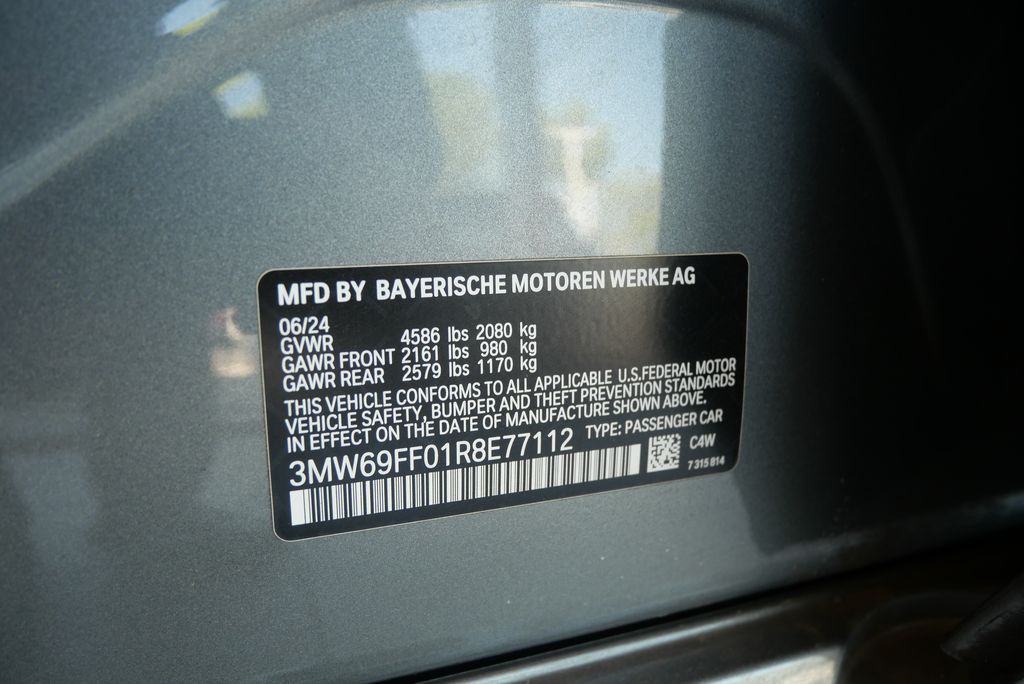 MFD BY BAYERISCHE MOTOREN WERKE AG
06/24
GVWR 4586 lbs 2080 kg
GAWR FRONT 2161 lbs 980 kg
GAWR REAR 2579 lbs 1170 kg
THIS VEHICLE CONFORMS TO ALL APPLICABLE U.S.FEDERAL MOTOR
VEHICLE SAFETY, BUMPER AND THEFT PREVENTION STANDARDS
IN EFFECT ON THE DATE OF MANUFACTURE SHOWN ABOVE.
3MW69FF01R8E77112 TYPE: PASSENGER CAR
C4W
7 315 814